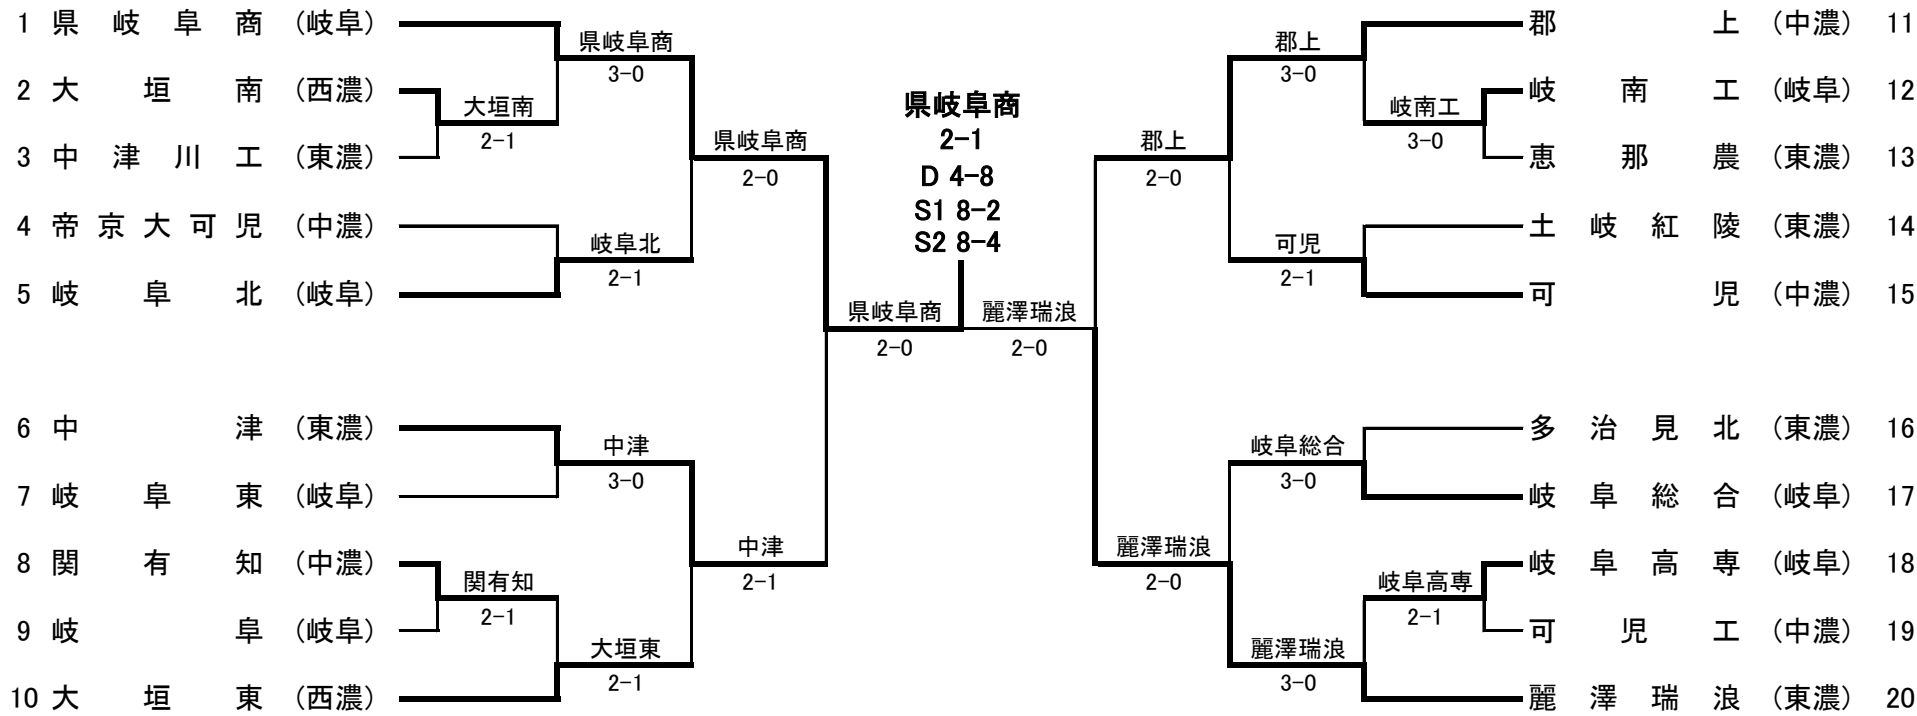 1 県岐阜商 (岐阜)
2 大垣南 (西濃)
3 中津川工 (東濃)
4 帝京大可児 (中濃)
5 岐阜北 (岐阜)
6 中津 (東濃)
7 岐阜東 (岐阜)
8 関有知 (中濃)
9 岐阜 (岐阜)
10 大垣東 (西濃)
大垣南
2-1
関有知
2-1
県岐阜商
3-0
岐阜北
2-1
中津
3-0
大垣東
2-1
県岐阜商
2-0
中津
2-1
県岐阜商
2-0
県岐阜商
2-1
D 4-8
S1 8-2
S2 8-4
麗澤瑞浪
2-0
郡上
2-0
麗澤瑞浪
2-0
郡上
3-0
可児
2-1
岐阜総合
3-0
麗澤瑞浪
3-0
岐南工
3-0
岐阜高専
2-1
郡上 (中濃) 11
岐南工 (岐阜) 12
恵那農 (東濃) 13
土岐紅陵 (東濃) 14
可児 (中濃) 15
多治見北 (東濃) 16
岐阜総合 (岐阜) 17
岐阜高専 (岐阜) 18
可児工 (中濃) 19
麗澤瑞浪 (東濃) 20